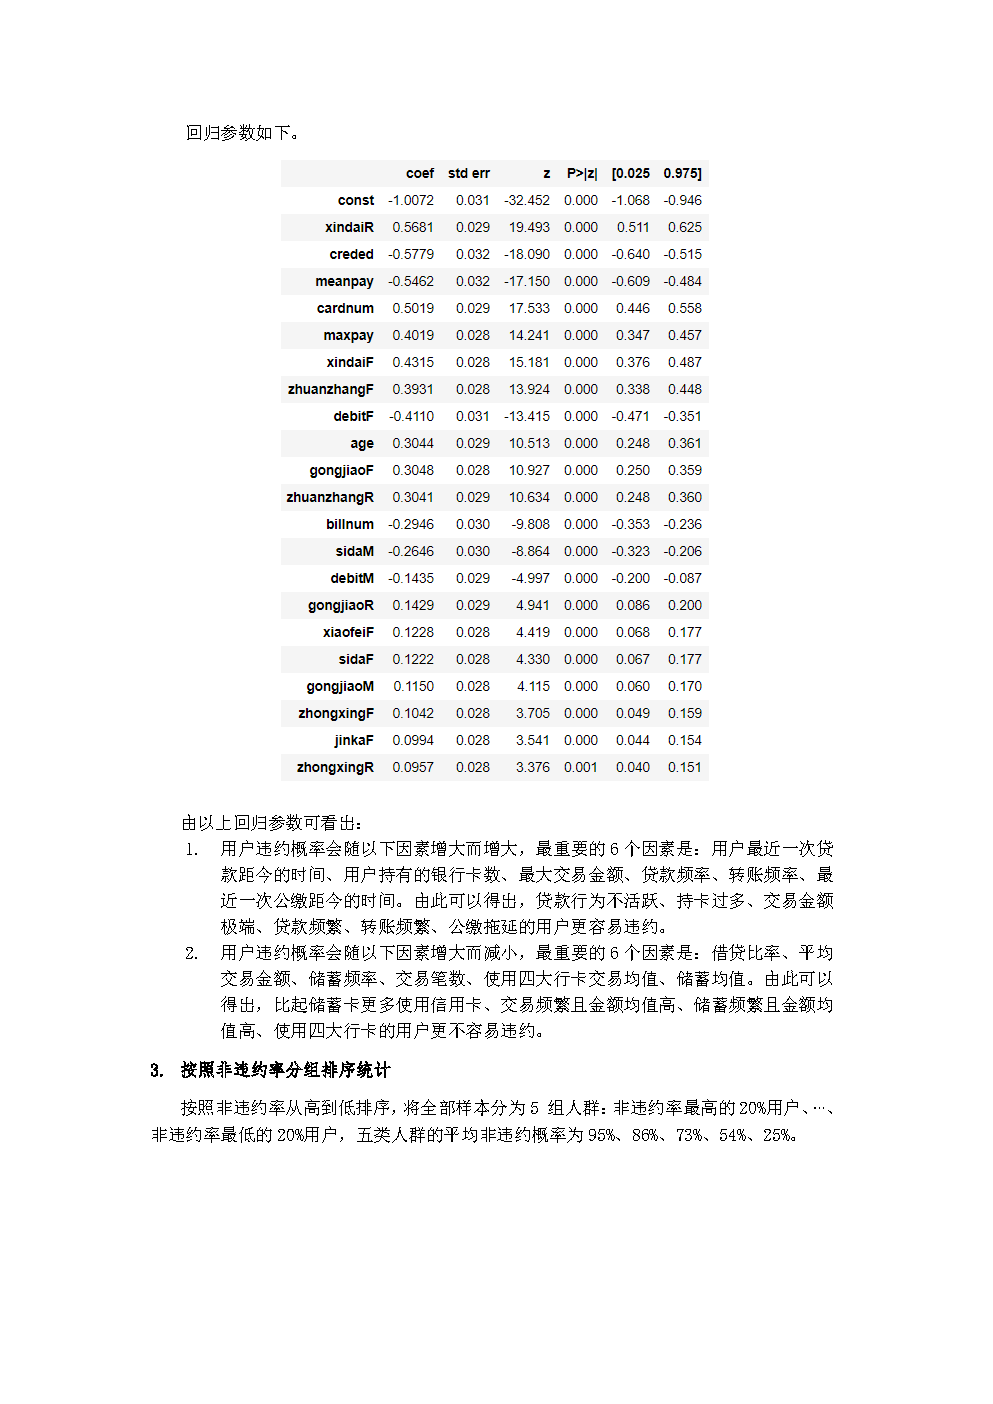 回归参数如下。
coef std err z P>|z| [0.025 0.975]
const -1.0072 0.031 -32.452 0.000 -1.068 -0.946
xindaiR 0.5681 0.029 19.493 0.000 0.511 0.625
creded -0.5779 0.032 -18.090 0.000 -0.640 -0.515
meanpay -0.5462 0.032 -17.150 0.000 -0.609 -0.484
cardnum 0.5019 0.029 17.533 0.000 0.446 0.558
maxpay 0.4019 0.028 14.241 0.000 0.347 0.457
xindaiF 0.4315 0.028 15.181 0.000 0.376 0.487
zhuanzhangF 0.3931 0.028 13.924 0.000 0.338 0.448
debitF -0.4110 0.031 -13.415 0.000 -0.471 -0.351
age 0.3044 0.029 10.513 0.000 0.248 0.361
gongjiaoF 0.3048 0.028 10.927 0.000 0.250 0.359
zhuanzhangR 0.3041 0.029 10.634 0.000 0.248 0.360
billnum -0.2946 0.030 -9.808 0.000 -0.353 -0.236
sidaM -0.2646 0.030 -8.864 0.000 -0.323 -0.206
debitM -0.1435 0.029 -4.997 0.000 -0.200 -0.087
gongjiaoR 0.1429 0.029 4.941 0.000 0.086 0.200
xiaofeiF 0.1228 0.028 4.419 0.000 0.068 0.177
sidaF 0.1222 0.028 4.330 0.000 0.067 0.177
gongjiaoM 0.1150 0.028 4.115 0.000 0.060 0.170
zhongxingF 0.1042 0.028 3.705 0.000 0.049 0.159
jinkaF 0.0994 0.028 3.541 0.000 0.044 0.154
zhongxingR 0.0957 0.028 3.376 0.001 0.040 0.151
由以上回归参数可看出：
1. 用户违约概率会随以下因素增大而增大，最重要的 6 个因素是：用户最近一次贷
款距今的时间、用户持有的银行卡数、最大交易金额、贷款频率、转账频率、最
近一次公缴距今的时间。由此可以得出，贷款行为不活跃、持卡过多、交易金额
极端、贷款频繁、转账频繁、公缴拖延的用户更容易违约。
2. 用户违约概率会随以下因素增大而减小，最重要的 6 个因素是：借贷比率、平均
交易金额、储蓄频率、交易笔数、使用四大行卡交易均值、储蓄均值。由此可以
得出，比起储蓄卡更多使用信用卡、交易频繁且金额均值高、储蓄频繁且金额均
值高、使用四大行卡的用户更不容易违约。
3. 按照非违约率分组排序统计
按照非违约率从高到低排序，将全部样本分为 5 组人群：非违约率最高的 20%用户、…、
非违约率最低的 20%用户，五类人群的平均非违约概率为 95%、86%、73%、54%、25%。